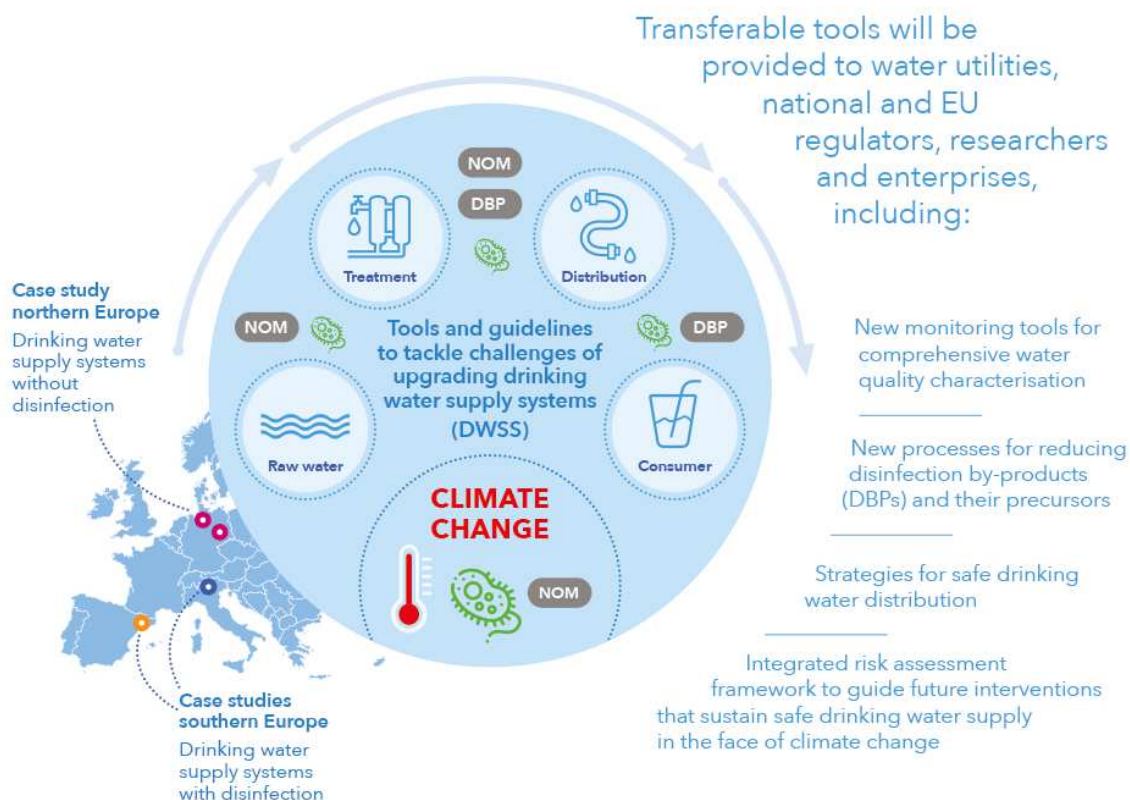 Transferable tools will be
provided to water utilities,
national and EU
regulators, researchers
and enterprises,
including:
NOM
DBP
Treatment
Distribution
Case study
northern Europe
Drinking water
supply systems
without
disinfection
NOM
DBP
Tools and guidelines
to tackle challenges of
upgrading drinking
water supply systems
(DWSS)
Raw water
Consumer
New monitoring tools for
comprehensive water
quality characterisation
New processes for reducing
disinfection by-products
(DBPs) and their precursors
Strategies for safe drinking
water distribution
Integrated risk assessment
framework to guide future interventions
that sustain safe drinking water supply
in the face of climate change
CLIMATE
CHANGE
NOM
Case studies
southern Europe
Drinking water
supply systems
with disinfection